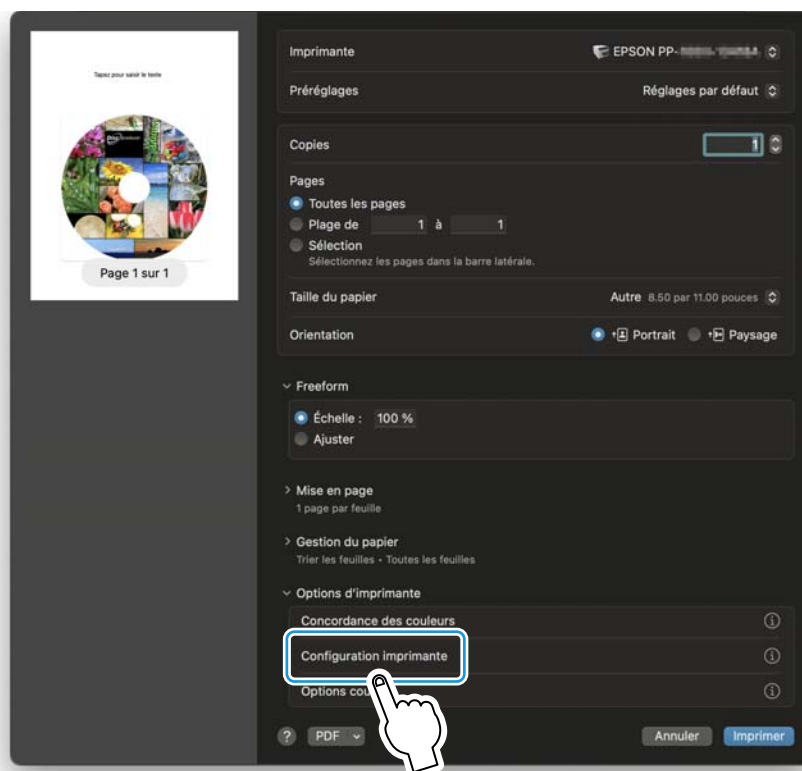 Tapez pour saisir le texte
Page 1 sur 1
Imprimante
EPSON PP-
Préréglages
Réglages par défaut
Copies
1
Pages
Toutes les pages
Plage de 1 à 1
Sélection
Sélectionnez les pages dans la barre latérale.
Taille du papier
Autre 8.50 par 11.00 pouces
Orientation
Portrait
Paysage
Freeform
Échelle : 100 %
Ajuster
Mise en page
1 page par feuille
Gestion du papier
Trier les feuilles • Toutes les feuilles
Options d'imprimante
Concordance des couleurs
Configuration imprimante
Options
? PDF
Annuler
Imprimer